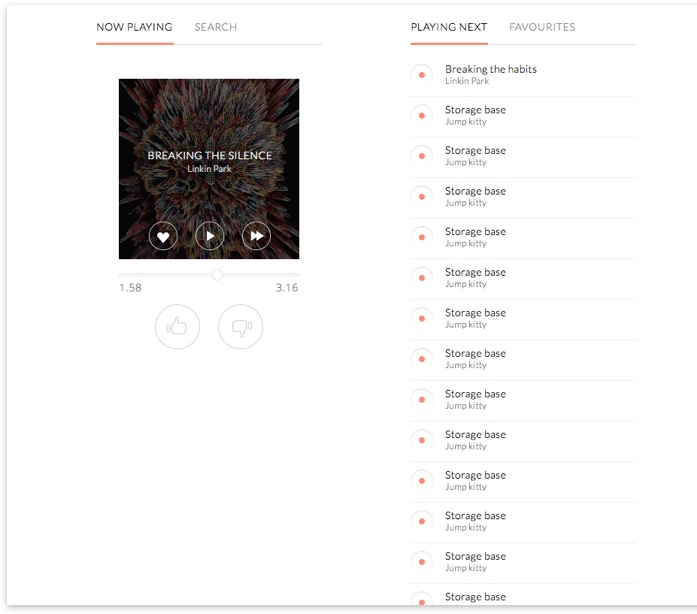 NOW PLAYING
SEARCH
BREAKING THE SILENCE
Linkin Park
1.58
3.16
PLAYING NEXT
FAVOURITES
Breaking the habits
Linkin Park
Storage base
Jump kitty
Storage base
Jump kitty
Storage base
Jump kitty
Storage base
Jump kitty
Storage base
Jump kitty
Storage base
Jump kitty
Storage base
Jump kitty
Storage base
Jump kitty
Storage base
Jump kitty
Storage base
Jump kitty
Storage base
Jump kitty
Storage base
Jump kitty
Storage base